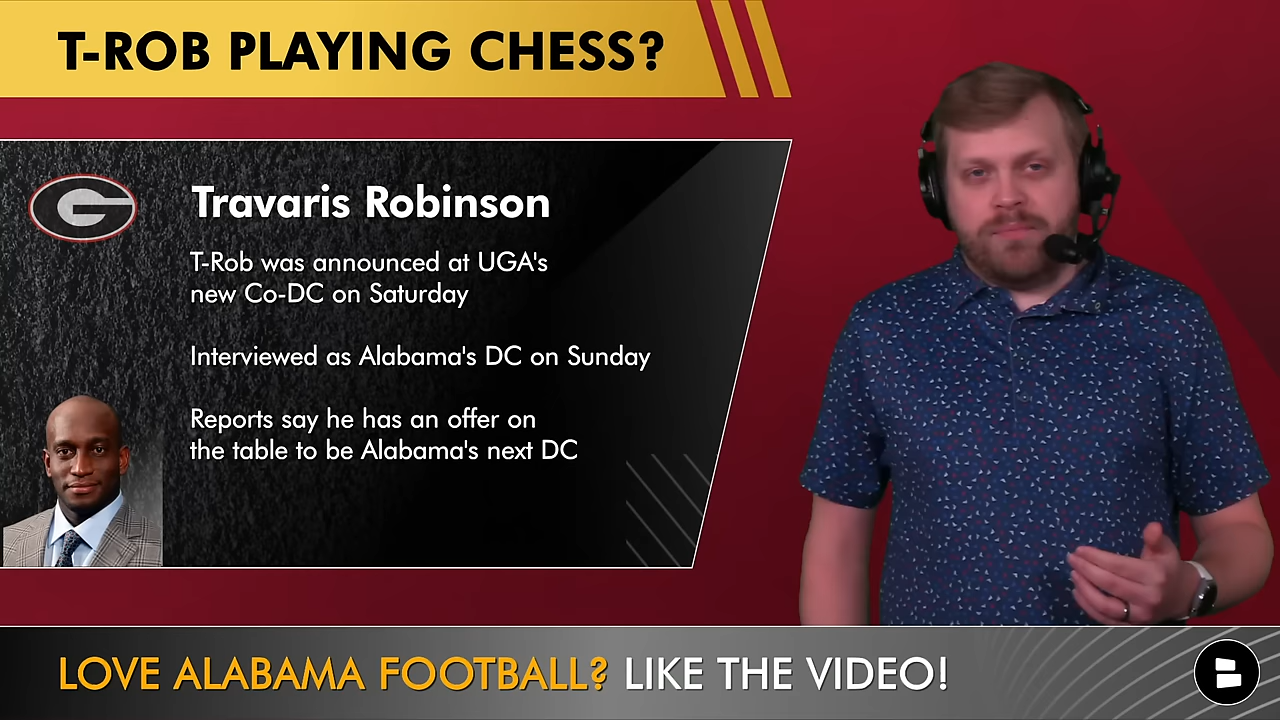 T-ROB PLAYING CHESS?
G
Travaris Robinson
T-Rob was announced at UGA's
new Co-DC on Saturday
Interviewed as Alabama's DC on Sunday
Reports say he has an offer on
the table to be Alabama's next DC
LOVE ALABAMA FOOTBALL? LIKE THE VIDEO!